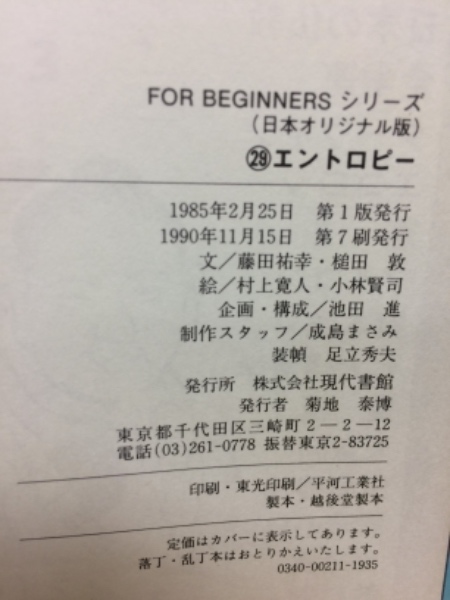 FOR BEGINNERS シリーズ
(日本オリジナル版)
㉙エントロピー
1985年2月25日 第1版発行
1990年11月15日 第7刷発行
文／藤田祐幸・槌田 敦
絵／村上寛人・小林賢司
企画・構成／池田 進
制作スタッフ／成島まさみ
装幀 足立秀夫
発行所 株式会社現代書館
発行者 菊地 泰博
東京都千代田区三崎町2―2―12
電話(03)261-0778 振替東京2-83725
印刷・東光印刷／平河工業社
製本・越後堂製本
定価はカバーに表示してあります。
落丁・乱丁本はおとりかえいたします。
0340-00211-1935